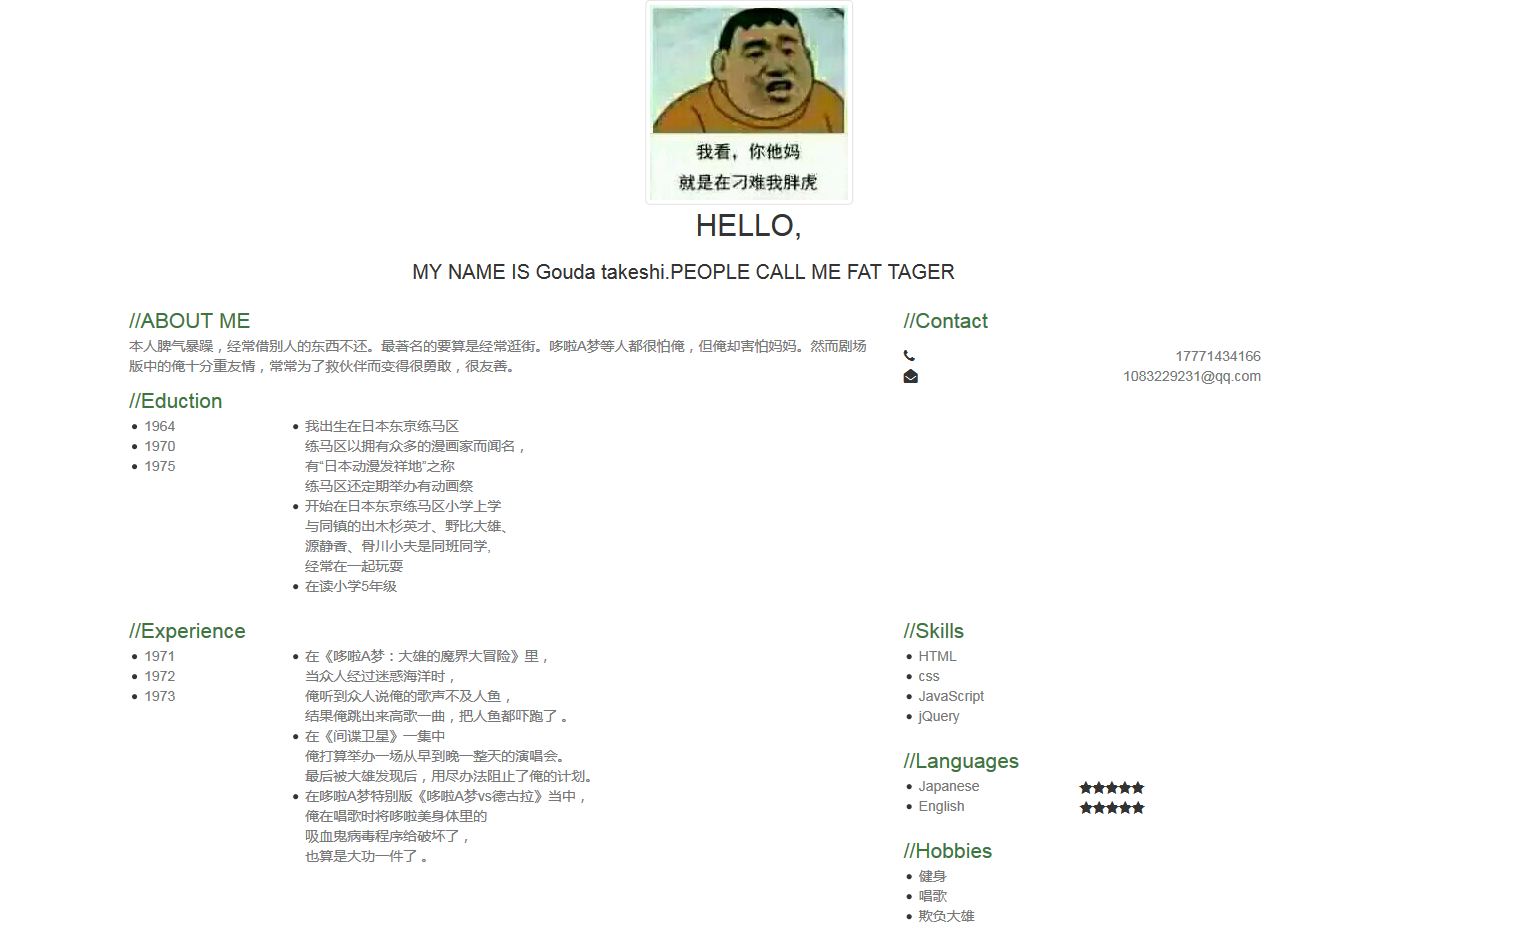 我看，你他妈
就是在刁难我胖虎
HELLO,
MY NAME IS Gouda takeshi.PEOPLE CALL ME FAT TAGER
//ABOUT ME
本人脾气暴躁，经常借别人的东西不还。最著名的要算是经常逛街。哆啦A梦等人都很怕俺，但俺却害怕妈妈。然而剧场
版中的俺十分重友情，常常为了救伙伴而变得很勇敢，很友善。
//Contact
17771434166
1083229231@qq.com
//Eduction
1964
1970
1975
我出生在日本东京练马区
练马区以拥有众多的漫画家而闻名，
有“日本动漫发祥地”之称
练马区还定期举办有动画祭
开始在日本东京练马区小学上学
与同镇的出木杉英才、野比大雄、
源静香、骨川小夫是同班同学,
经常在一起玩耍
在读小学5年级
//Experience
1971
1972
1973
在《哆啦A梦：大雄的魔界大冒险》里，
当众人经过迷惑海洋时，
俺听到众人说俺的歌声不及人鱼，
结果俺跳出来高歌一曲，把人鱼都吓跑了 。
在《间谍卫星》一集中
俺打算举办一场从早到晚一整天的演唱会。
最后被大雄发现后，用尽办法阻止了俺的计划。
在哆啦A梦特别版《哆啦A梦vs德古拉》当中，
俺在唱歌时将哆啦美身体里的
吸血鬼病毒程序给破坏了，
也算是大功一件了 。
//Skills
HTML
css
JavaScript
jQuery
//Languages
Japanese
English
//Hobbies
健身
唱歌
欺负大雄